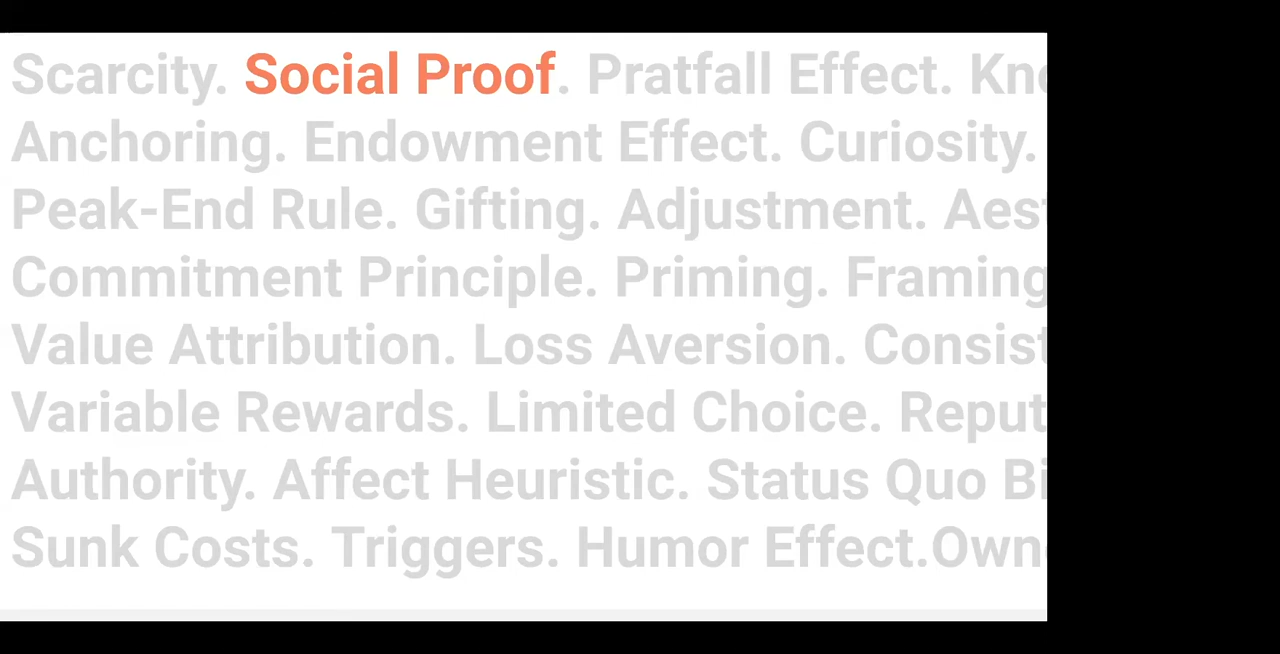 Scarcity. Social Proof. Pratfall Effect.
Anchoring. Endowment Effect. Curiosity.
Peak-End Rule. Gifting. Adjustment.
Commitment Principle. Priming. Framing
Value Attribution. Loss Aversion.
Variable Rewards. Limited Choice.
Authority. Affect Heuristic. Status Quo
Sunk Costs. Triggers. Humor Effect.